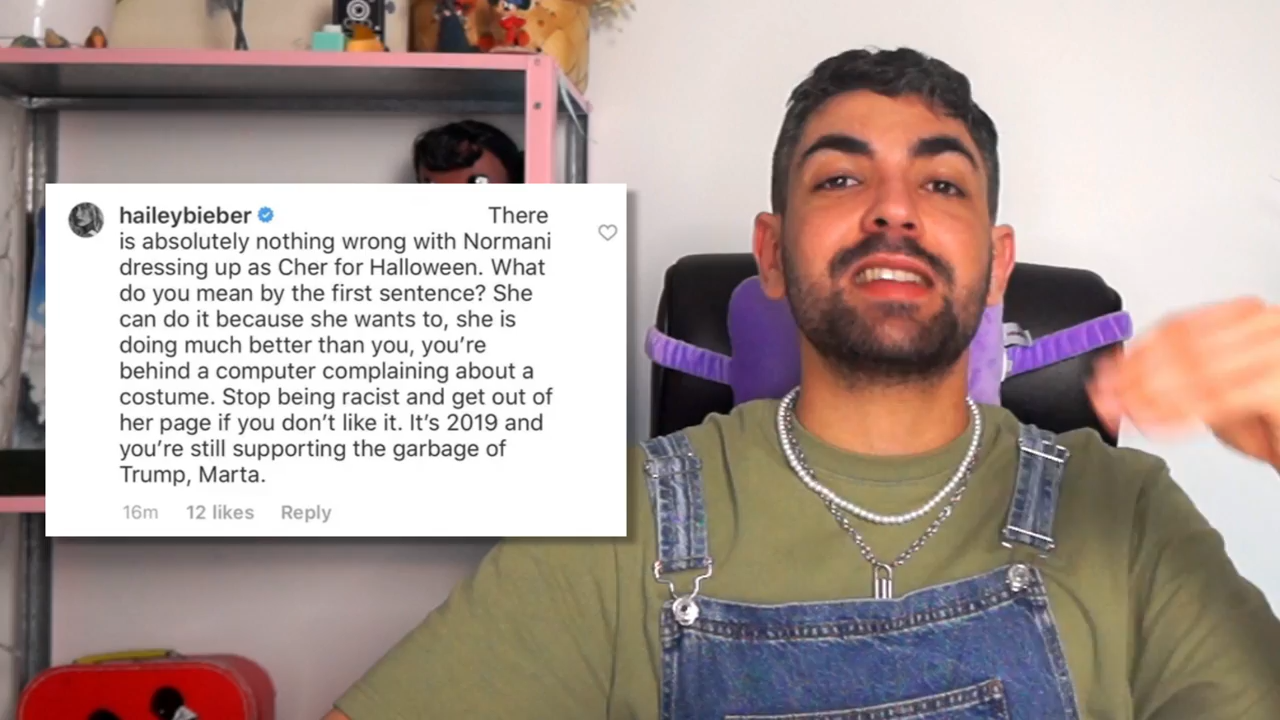 haileybieber There
is absolutely nothing wrong with Normani
dressing up as Cher for Halloween. What
do you mean by the first sentence? She
can do it because she wants to, she is
doing much better than you, you’re
behind a computer complaining about a
costume. Stop being racist and get out of
her page if you don’t like it. It’s 2019 and
you’re still supporting the garbage of
Trump, Marta.
16m 12 likes Reply